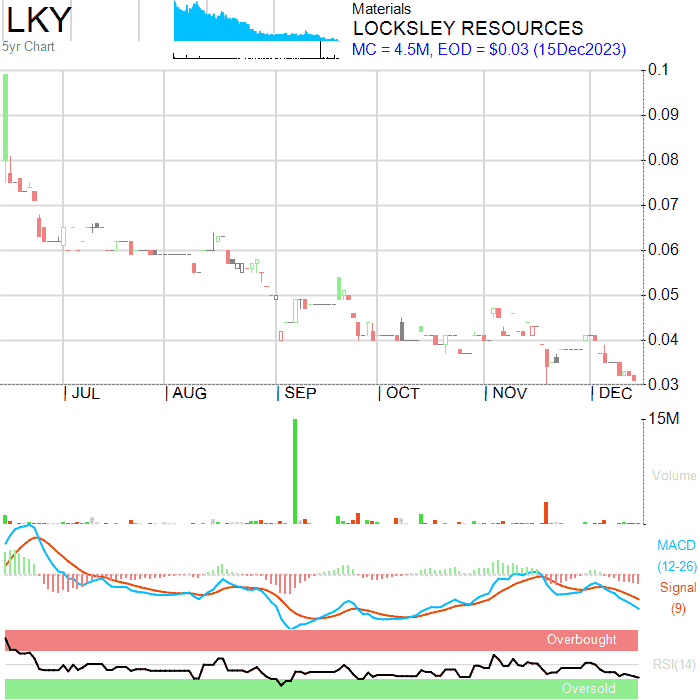 LKY
5yr Chart
Materials
LOCKSLEY RESOURCES
MC = 4.5M, EOD = $0.03 (15Dec2023)
0.1
0.09
0.08
0.07
0.06
0.05
0.04
0.03
JUL
AUG
SEP
OCT
NOV
DEC
15M
Volume
MACD
(12-26)
Signal
(9)
Overbought
RSI(14)
Oversold